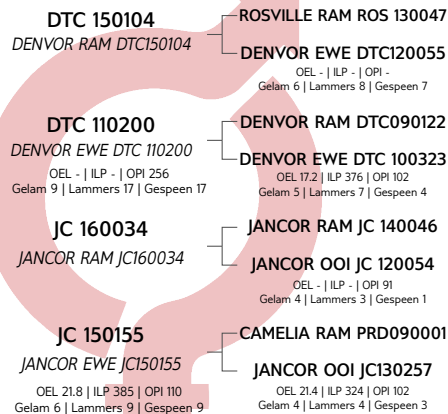 DTC 150104
DENVOR RAM DTC150104
ROSVILLE RAM ROS 130047
DENVOR EWE DTC120055
OEL - | ILP - | OPI -
Gelam 6 | Lammers 8 | Gespeen 7
DTC 110200
DENVOR EWE DTC 110200
OEL - | ILP - | OPI 256
Gelam 9 | Lammers 17 | Gespeen 17
DENVOR RAM DTC090122
DENVOR EWE DTC 100323
OEL 17.2 | ILP 376 | OPI 102
Gelam 5 | Lammers 7 | Gespeen 4
JC 160034
JANCOR RAM JC160034
JANCOR RAM JC 140046
JANCOR OOI JC 120054
OEL - | ILP - | OPI 91
Gelam 4 | Lammers 3 | Gespeen 1
JC 150155
JANCOR EWE JC150155
OEL 21.8 | ILP 385 | OPI 110
Gelam 6 | Lammers 9 | Gespeen 9
CAMELIA RAM PRD090001
JANCOR OOI JC130257
OEL 21.4 | ILP 324 | OPI 102
Gelam 4 | Lammers 4 | Gespeen 3